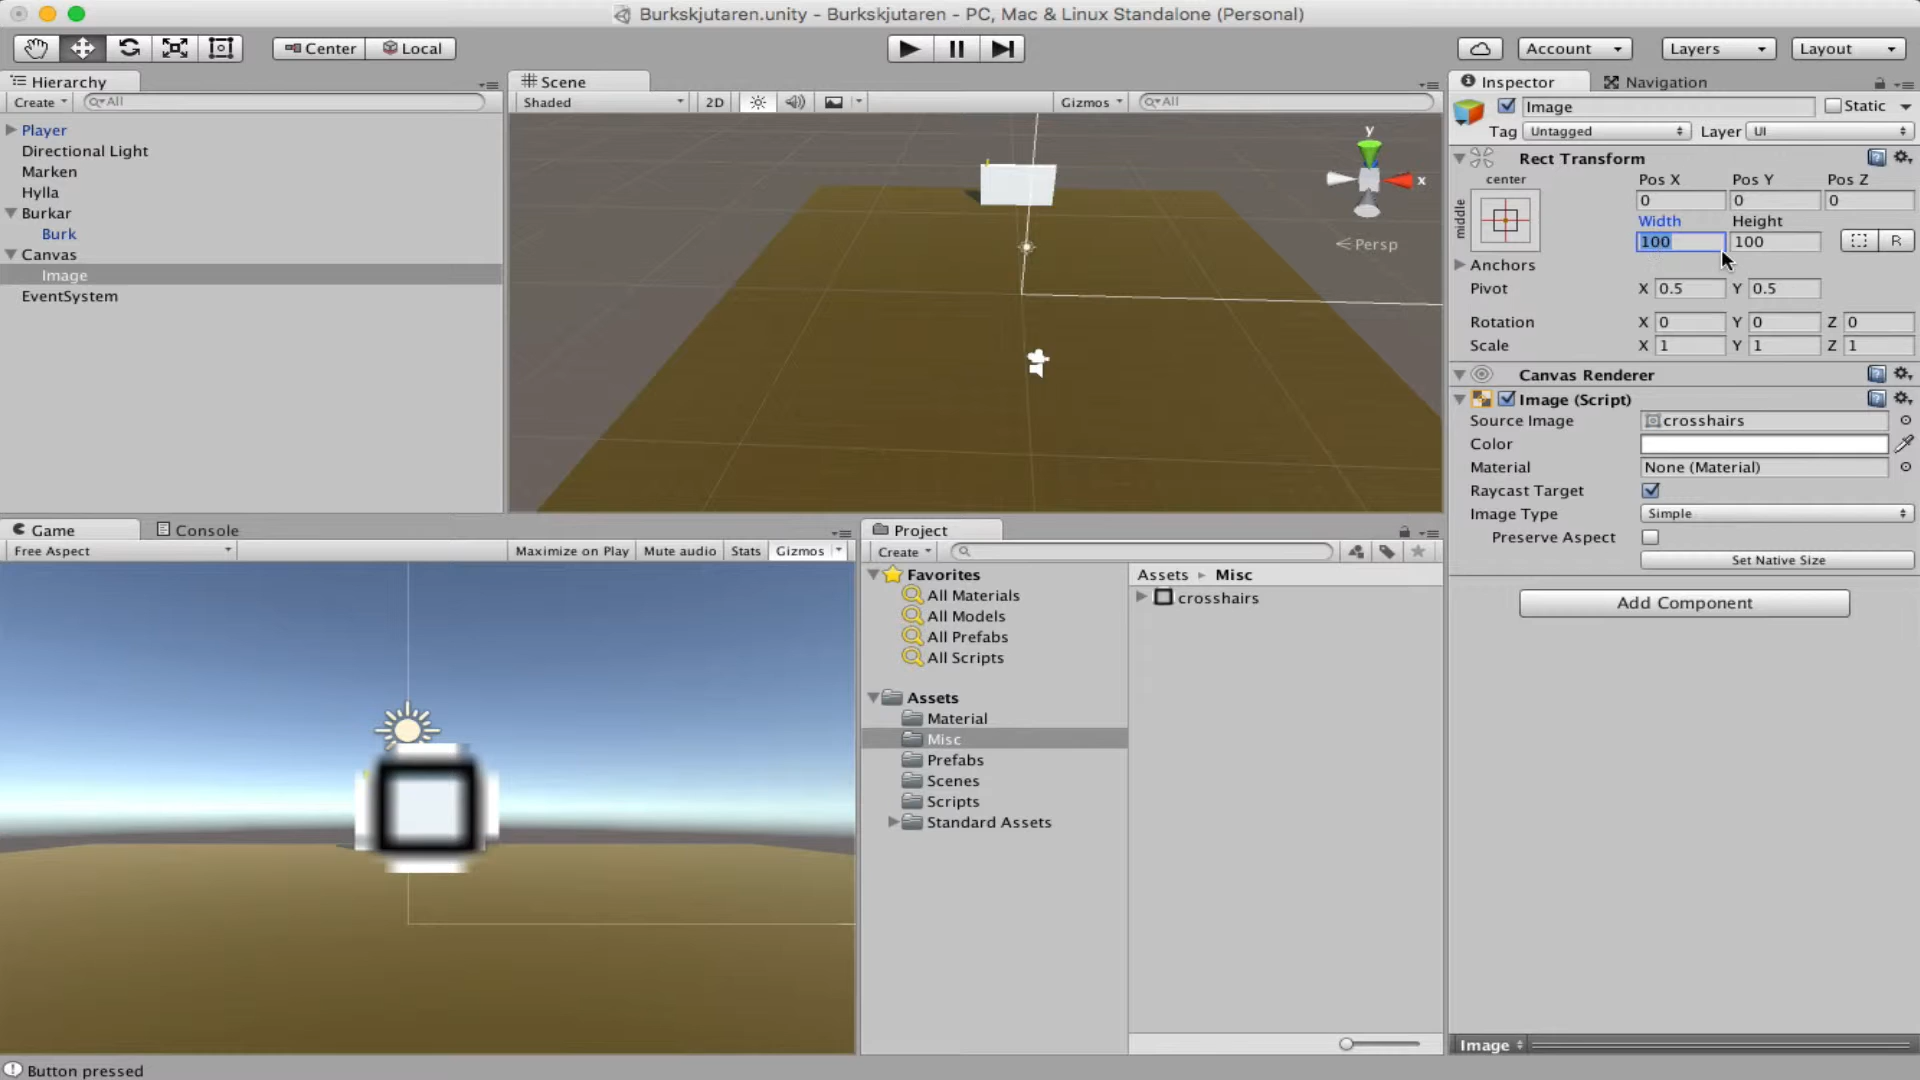 Burkskjutaren.unity - Burkskjutaren - PC, Mac & Linux Standalone (Personal)
Center Local Account Layers Layout
Hierarchy
Create All
Player
Directional Light
Marken
Hylla
Burkar
Burk
Canvas
Image
EventSystem
Scene
Shaded 2D Gizmos All
y
x
Persp
Inspector Navigation
Image Static
Tag Untagged Layer UI
Rect Transform
center
middle
Pos X Pos Y Pos Z
0 0 0
Width Height
100 100 R
Anchors
Pivot X 0.5 Y 0.5
Rotation X 0 Y 0 Z 0
Scale X 1 Y 1 Z 1
Canvas Renderer
Image (Script)
Source Image crosshairs
Color
Material None (Material)
Raycast Target
Image Type Simple
Preserve Aspect
Set Native Size
Add Component
Game Console
Free Aspect Maximize on Play Mute audio Stats Gizmos
Project
Create
Favorites
All Materials
All Models
All Prefabs
All Scripts
Assets
Material
Misc
Prefabs
Scenes
Scripts
Standard Assets
Assets Misc
crosshairs
Image
Button pressed